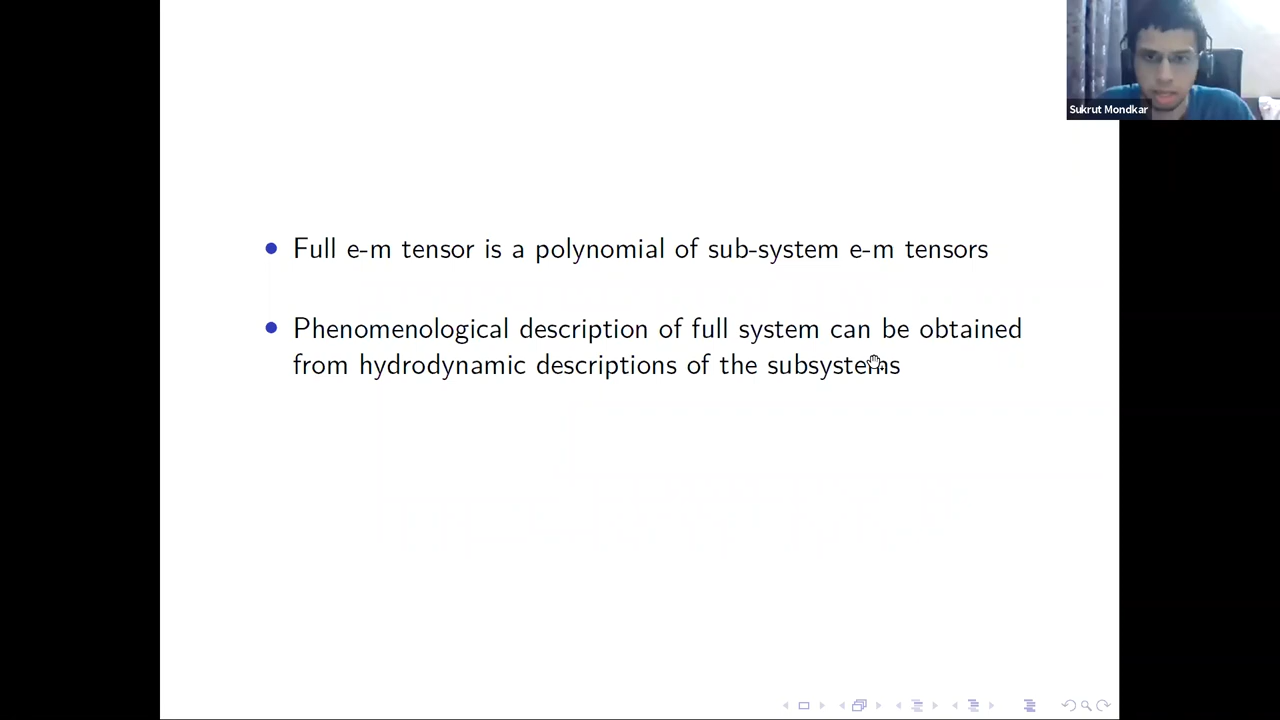 Sukrut Mondkar
Full e-m tensor is a polynomial of sub-system e-m tensors
Phenomenological description of full system can be obtained
from hydrodynamic descriptions of the subsystems